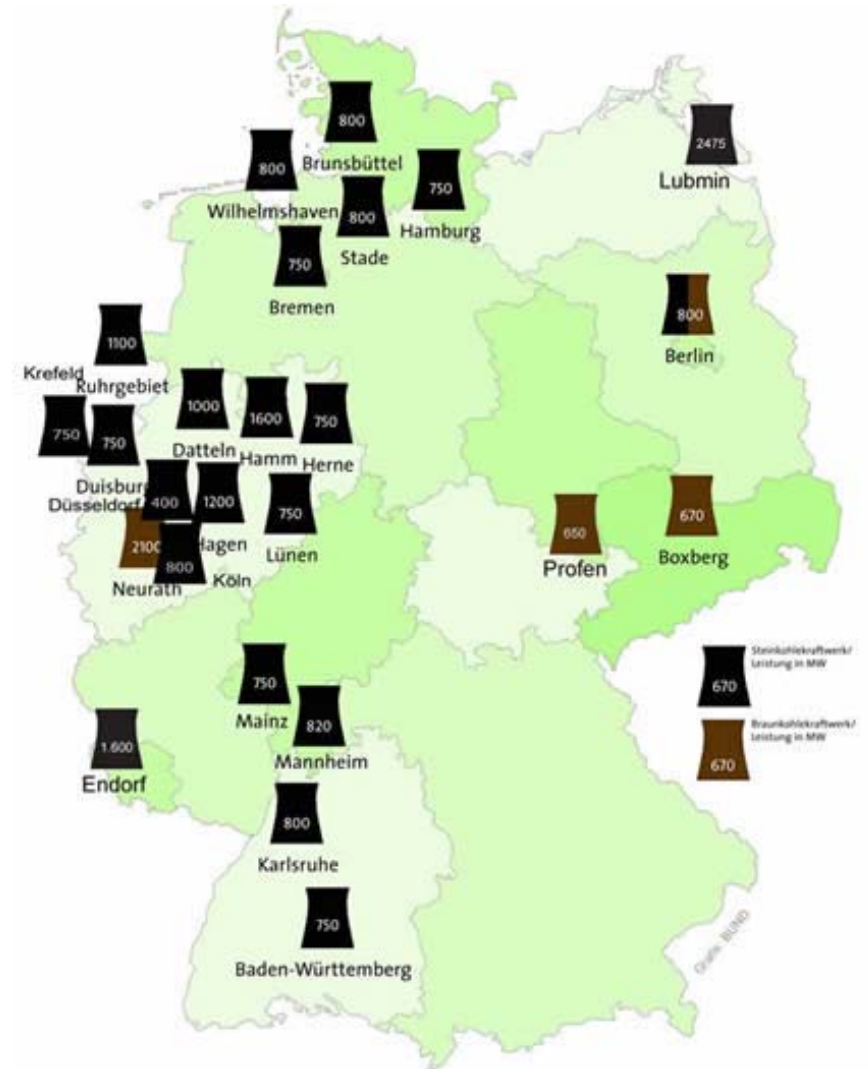 800
Brunsbüttel
800
Wilhelmshaven
800
Stade
750
Hamburg
2475
Lubmin
750
Bremen
800
Berlin
1100
Ruhrgebiet
Krefeld
750
750
Duisburg
1000
Datteln
1600
Hamm
750
Herne
Düsseldorf
400
1200
Hagen
750
Lünen
2100
Neurath
800
Köln
650
Profen
670
Boxberg
750
Mainz
820
Mannheim
1.600
Endorf
800
Karlsruhe
750
Baden-Württemberg
Steinkohlekraftwerk/
Leistung in MW
670
Braunkohlekraftwerk/
Leistung in MW
670
Grafik: BUND